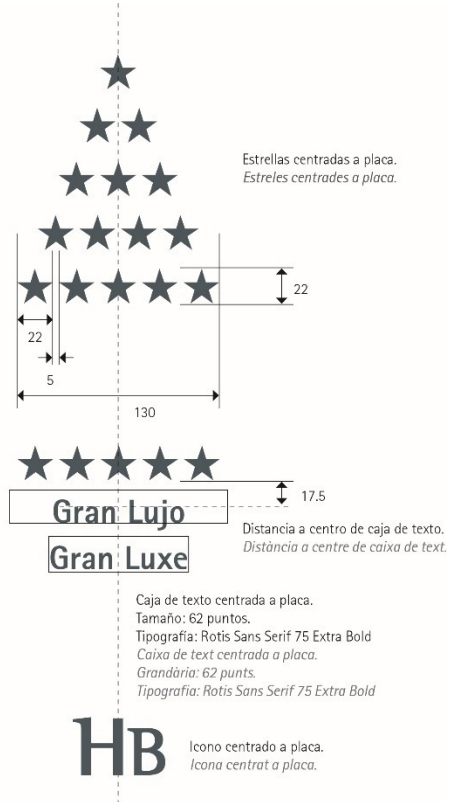 Estrellas centradas a placa.
Estreles centrades a placa.
22
22
5
130
17.5
Gran Lujo
Distancia a centro de caja de texto.
Distància a centre de caixa de text.
Gran Luxe
Caja de texto centrada a placa.
Tamaño: 62 puntos.
Tipografía: Rotis Sans Serif 75 Extra Bold
Caixa de text centrada a placa.
Grandària: 62 punts.
Tipografia: Rotis Sans Serif 75 Extra Bold
HB
Icono centrado a placa.
Icona centrat a placa.